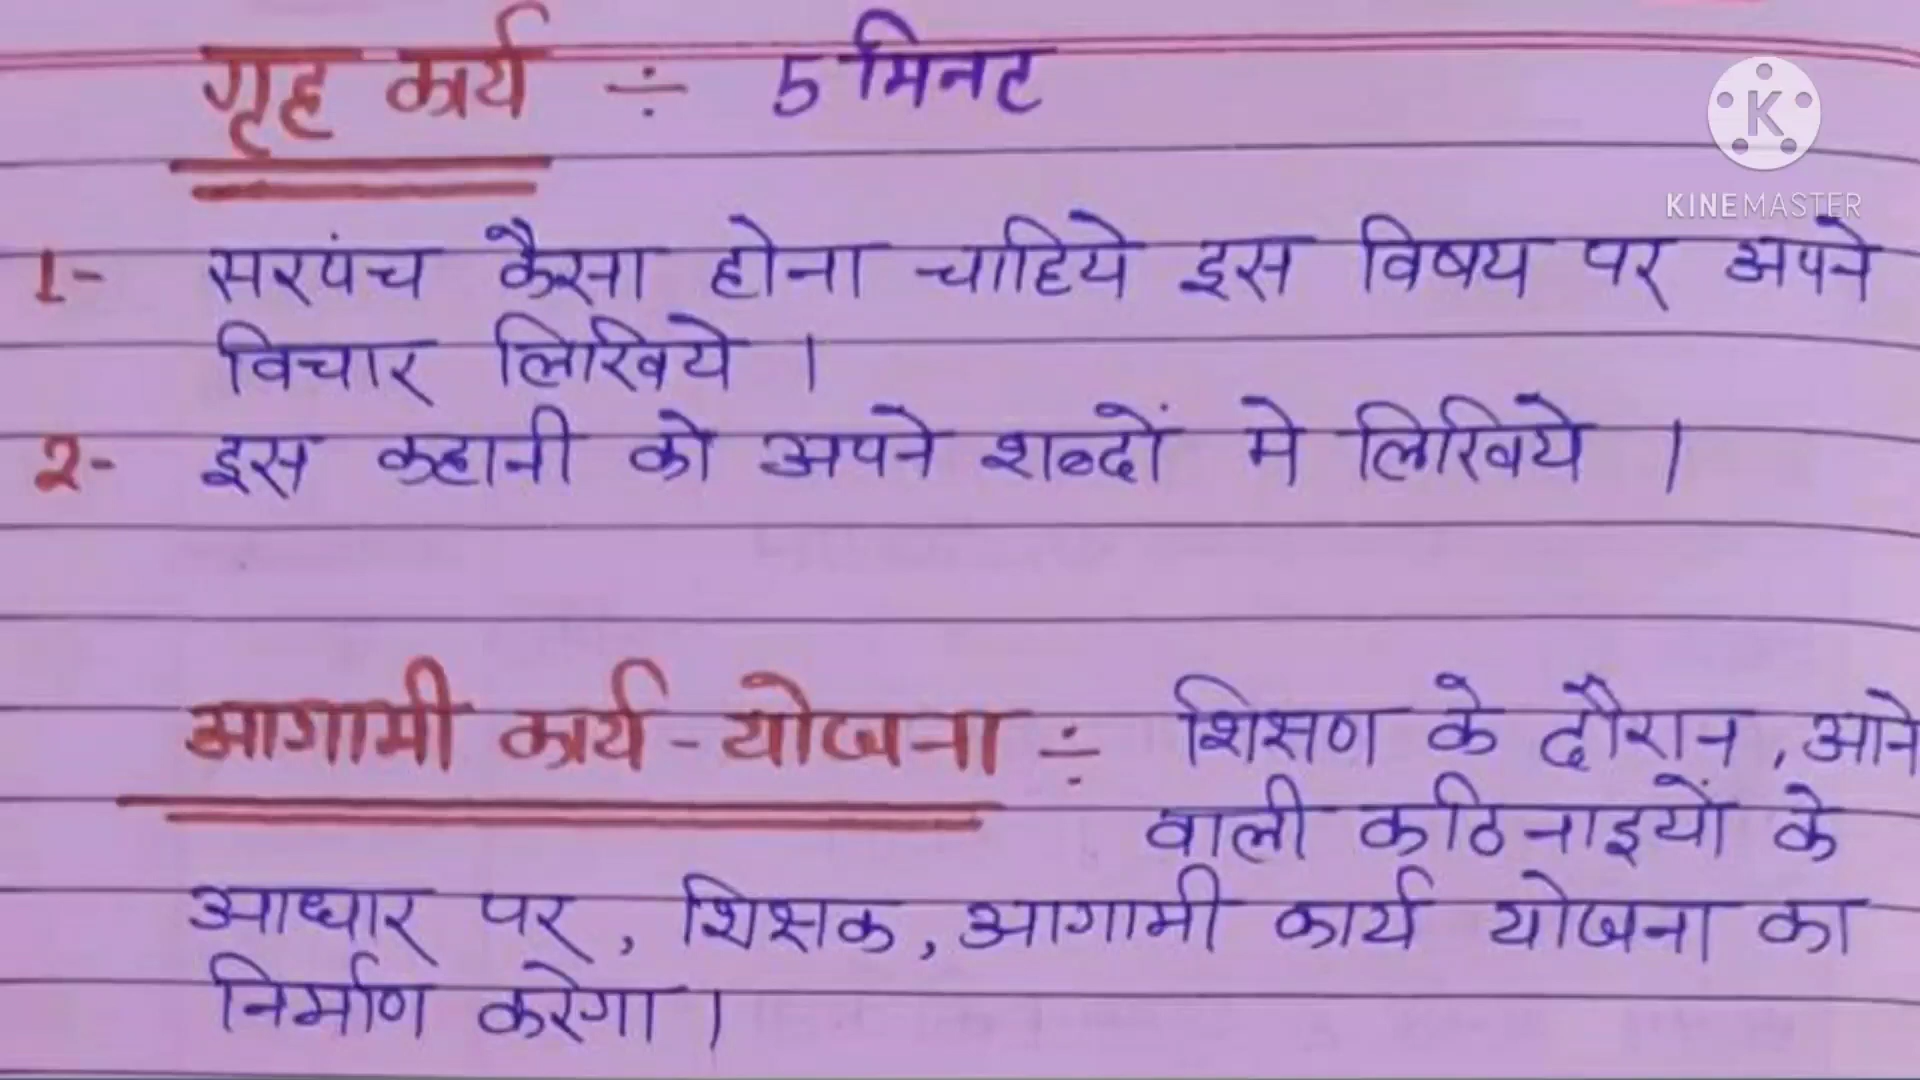 गृह कार्य ÷ 5 मिनट
K
KINEMASTER
1- सरपंच कैसा होना चाहिये इस विषय पर अपने
विचार लिखिये ।
2- इस कहानी को अपने शब्दों मे लिखिये ।
आगामी कार्य-योजना ÷ शिक्षण के दौरान, आने
वाली कठिनाइयों के
आधार पर, शिक्षक, आगामी कार्य योजना का
निर्माण करेगा ।